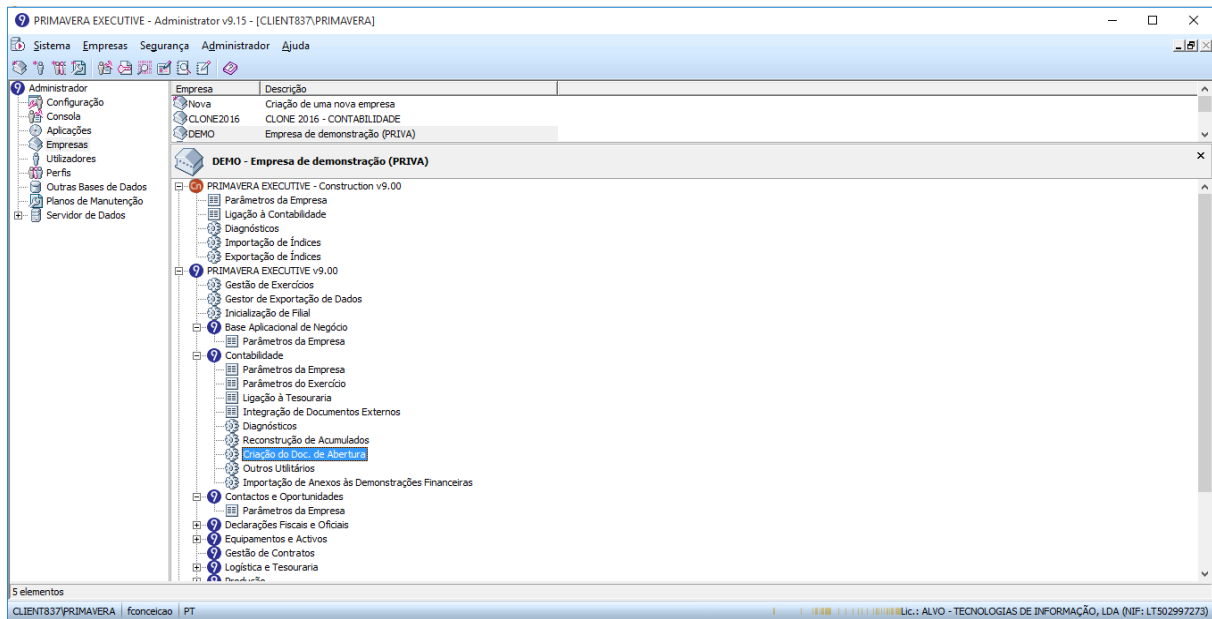 PRIMAVERA EXECUTIVE - Administrator v9.15 - [CLIENT837\PRIMAVERA]
Sistema Empresas Segurança Administrador Ajuda
Administrador
Configuração
Consola
Aplicações
Empresas
Utilizadores
Perfis
Outras Bases de Dados
Planos de Manutenção
Servidor de Dados
Empresa Descrição
Nova Criação de uma nova empresa
CLONE2016 CLONE 2016 - CONTABILIDADE
DEMO Empresa de demonstração (PRIVA)
DEMO - Empresa de demonstração (PRIVA)
PRIMAVERA EXECUTIVE - Construction v9.00
Parâmetros da Empresa
Ligação à Contabilidade
Diagnósticos
Importação de Índices
Exportação de Índices
PRIMAVERA EXECUTIVE v9.00
Gestão de Exercícios
Gestor de Exportação de Dados
Inicialização de Filial
Base Aplicacional de Negócio
Parâmetros da Empresa
Contabilidade
Parâmetros da Empresa
Parâmetros do Exercício
Ligação à Tesouraria
Integração de Documentos Externos
Diagnósticos
Reconstrução de Acumulados
Criação do Doc. de Abertura
Outros Utilitários
Importação de Anexos às Demonstrações Financeiras
Contactos e Oportunidades
Parâmetros da Empresa
Declarações Fiscais e Oficiais
Equipamentos e Activos
Gestão de Contratos
Logística e Tesouraria
Produção
5 elementos
CLIENT837\PRIMAVERA fconceicao PT Lic.: ALVO - TECNOLOGIAS DE INFORMAÇÃO, LDA (NIF: LT502997273)